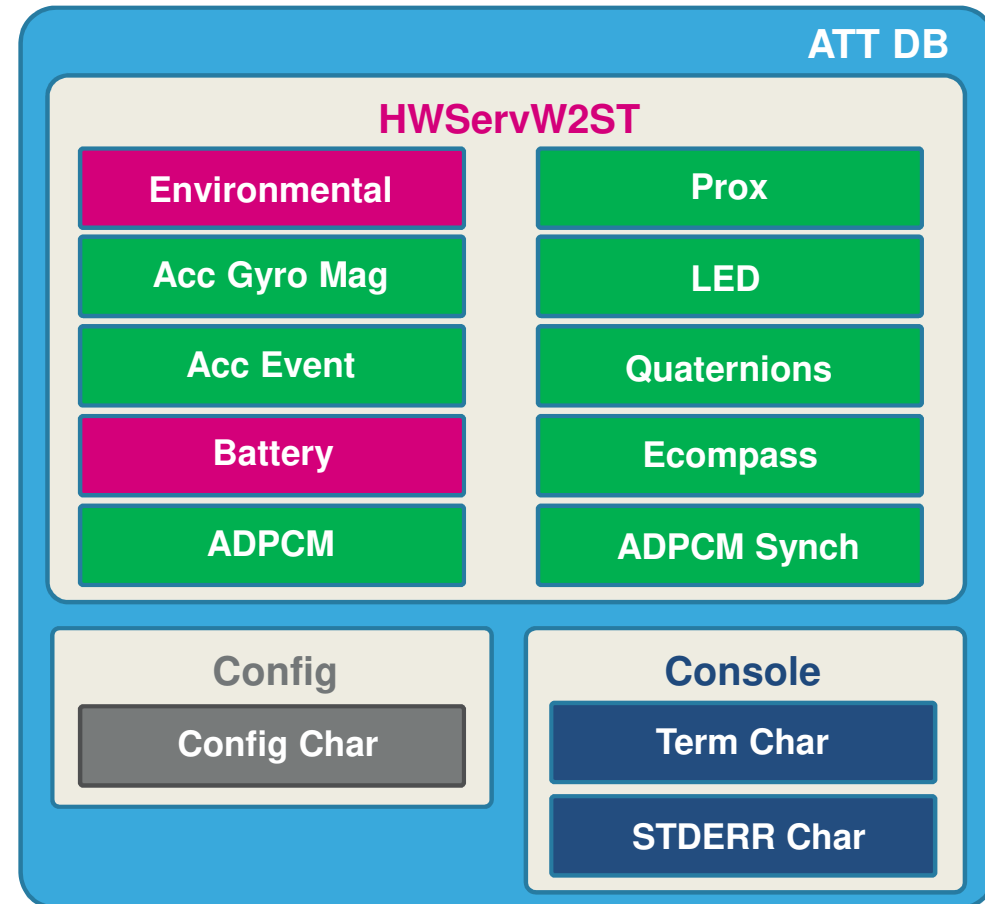 ATT DB
HWServW2ST
Environmental
Acc Gyro Mag
Acc Event
Battery
ADPCM
Prox
LED
Quaternions
Ecompass
ADPCM Synch
Config
Config Char
Console
Term Char
STDERR Char